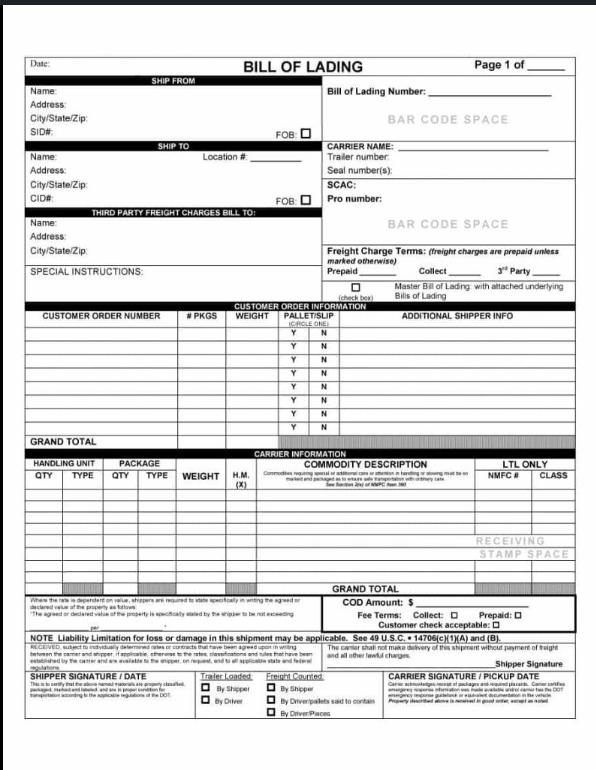 Date:
BILL OF LADING
Page 1 of ______
SHIP FROM
Name:
Address:
City/State/Zip:
SID#:
FOB: ☐
Bill of Lading Number: ______
BAR CODE SPACE
SHIP TO
Name:
Location #: ______
Address:
City/State/Zip:
CID#:
FOB: ☐
CARRIER NAME: ______
Trailer number:
Seal number(s):
SCAC:
Pro number:
BAR CODE SPACE
THIRD PARTY FREIGHT CHARGES BILL TO:
Name:
Address:
City/State/Zip:
SPECIAL INSTRUCTIONS:
Freight Charge Terms: (freight charges are prepaid unless
marked otherwise)
Prepaid ______ Collect ______ 3rd Party ______
☐
(check box)
Master Bill of Lading: with attached underlying
Bills of Lading
CUSTOMER ORDER INFORMATION
CUSTOMER ORDER NUMBER
# PKGS
WEIGHT
PALLET/SLIP
(CIRCLE ONE)
ADDITIONAL SHIPPER INFO
Y N
Y N
Y N
Y N
Y N
Y N
Y N
Y N
GRAND TOTAL
CARRIER INFORMATION
HANDLING UNIT
PACKAGE
QTY TYPE QTY TYPE
WEIGHT
H.M.
(X)
COMMODITY DESCRIPTION
Commodities requiring special or additional care or attention in handling or stowing must be so
marked and packaged as to ensure safe transportation with ordinary care.
See Section 2(e) of NMFC Item 360
LTL ONLY
NMFC # CLASS
RECEIVING
STAMP SPACE
GRAND TOTAL
Where the rate is dependent on value, shippers are required to state specifically in writing the agreed or
declared value of the property as follows:
"The agreed or declared value of the property is specifically stated by the shipper to be not exceeding
______ per ______."
COD Amount: $ ______
Fee Terms: Collect: ☐ Prepaid: ☐
Customer check acceptable: ☐
NOTE Liability Limitation for loss or damage in this shipment may be applicable. See 49 U.S.C. • 14706(c)(1)(A) and (B).
RECEIVED, subject to individually determined rates or contracts that have been agreed upon in writing
between the carrier and shipper, if applicable, otherwise to the rates, classifications and rules that have been
established by the carrier and are available to the shipper, on request, and to all applicable state and federal
regulations.
The carrier shall not make delivery of this shipment without payment of freight
and all other lawful charges.
______Shipper Signature
SHIPPER SIGNATURE / DATE
This is to certify that the above named materials are properly classified,
packaged, marked and labeled, and are in proper condition for
transportation according to the applicable regulations of the DOT.
Trailer Loaded:
☐ By Shipper
☐ By Driver
Freight Counted:
☐ By Shipper
☐ By Driver/pallets said to contain
☐ By Driver/Pieces
CARRIER SIGNATURE / PICKUP DATE
Carrier acknowledges receipt of packages and required placards. Carrier certifies
emergency response information was made available and/or carrier has the DOT
emergency response guidebook or equivalent documentation in the vehicle.
Property described above is received in good order, except as noted.